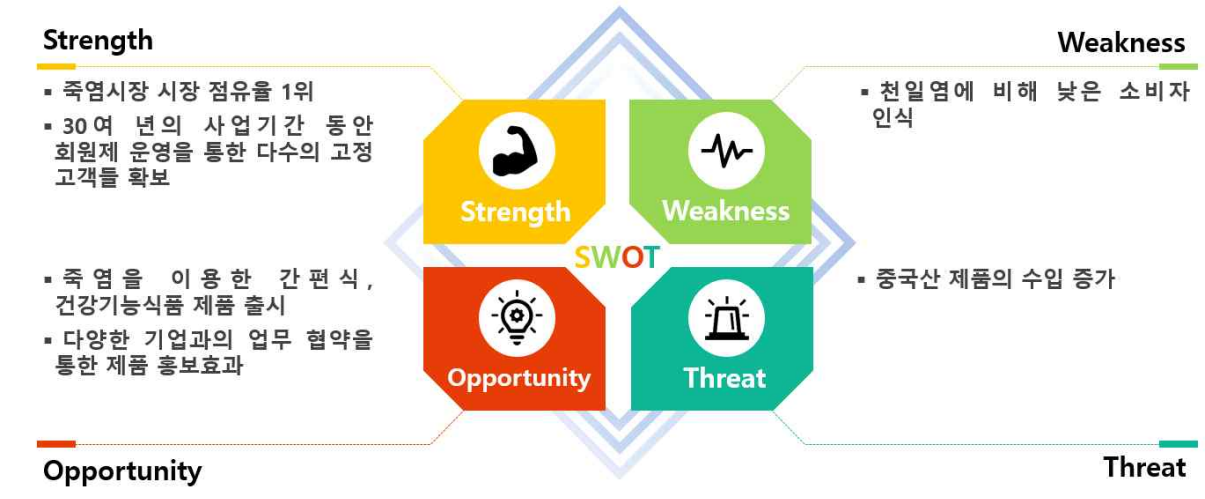 Strength
Weakness
▪ 죽염시장 시장 점유율 1위
▪ 30여 년의 사업기간 동안
회원제 운영을 통한 다수의 고정
고객들 확보
▪ 천일염에 비해 낮은 소비자
인식
Strength
Weakness
SWOT
▪ 죽염을 이용한 간편식,
건강기능식품 제품 출시
▪ 다양한 기업과의 업무 협약을
통한 제품 홍보효과
▪ 중국산 제품의 수입 증가
Opportunity
Threat
Opportunity
Threat